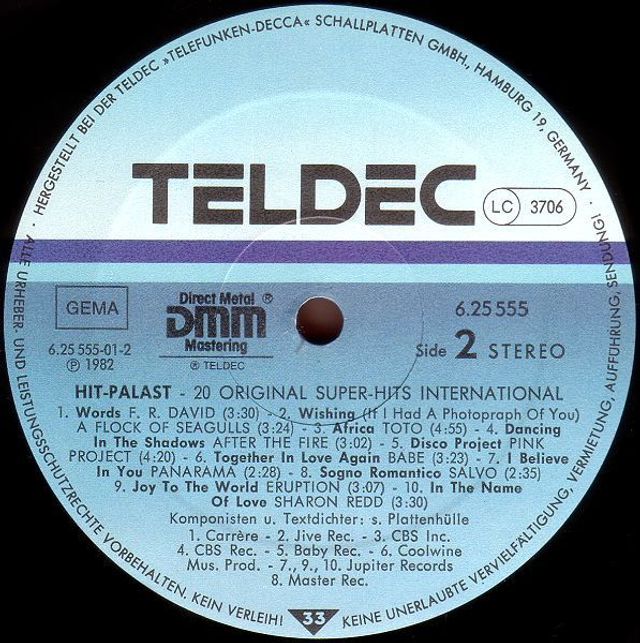 HERGESTELLT BEI DER TELDEC »TELEFUNKEN-DECCA« SCHALLPLATTEN GMBH., HAMBURG 19, GERMANY ·
TELDEC
LC 3706
GEMA
Direct Metal ®
DMM
Mastering
® TELDEC
6.25 555-01-2
℗ 1982
6.25 555
Side 2 STEREO
HIT-PALAST - 20 ORIGINAL SUPER-HITS INTERNATIONAL
1. Words F. R. DAVID (3:30) - 2. Wishing (If I Had A Photograph Of You)
A FLOCK OF SEAGULLS (3:24) - 3. Africa TOTO (4:55) - 4. Dancing
In The Shadows AFTER THE FIRE (3:02) - 5. Disco Project PINK
PROJECT (4:20) - 6. Together In Love Again BABE (3:23) - 7. I Believe
In You PANARAMA (2:28) - 8. Sogno Romantico SALVO (2:35)
9. Joy To The World ERUPTION (3:07) - 10. In The Name
Of Love SHARON REDD (3:30)
Komponisten u. Textdichter: s. Plattenhülle
1. Carrère - 2. Jive Rec. - 3. CBS Inc.
4. CBS Rec. - 5. Baby Rec. - 6. Coolwine
Mus. Prod. - 7., 9., 10. Jupiter Records
8. Master Rec.
33
ALLE URHEBER- UND LEISTUNGSSCHUTZRECHTE VORBEHALTEN. KEIN VERLEIH! KEINE UNERLAUBTE VERVIELFÄLTIGUNG, VERMIETUNG, AUFFÜHRUNG, SENDUNG!